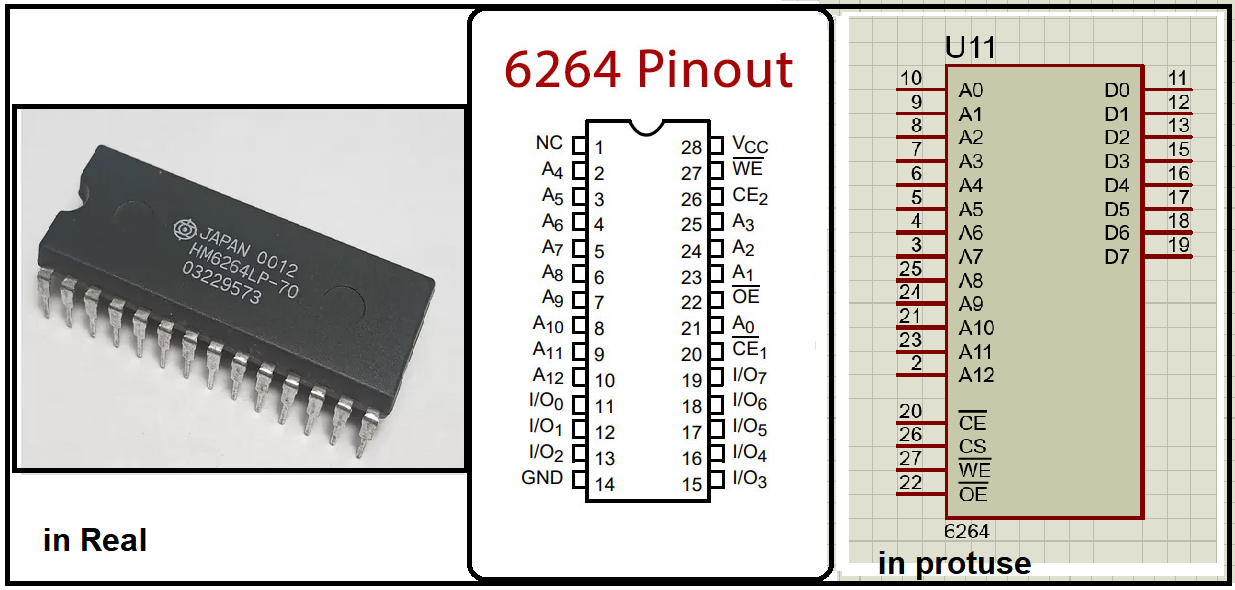 JAPAN 0012
HM6264LP-70
03229573
in Real
6264 Pinout
NC 1 28 VCC
A4 2 27 WE
A5 3 26 CE2
A6 4 25 A3
A7 5 24 A2
A8 6 23 A1
A9 7 22 OE
A10 8 21 A0
A11 9 20 CE1
A12 10 19 I/O7
I/O0 11 18 I/O6
I/O1 12 17 I/O5
I/O2 13 16 I/O4
GND 14 15 I/O3
U11
10 A0 D0 11
9 A1 D1 12
8 A2 D2 13
7 A3 D3 15
6 A4 D4 16
5 A5 D5 17
4 A6 D6 18
3 A7 D7 19
25 A8
24 A9
21 A10
23 A11
2 A12
20 CE
26 CS
27 WE
22 OE
6264
in protuse